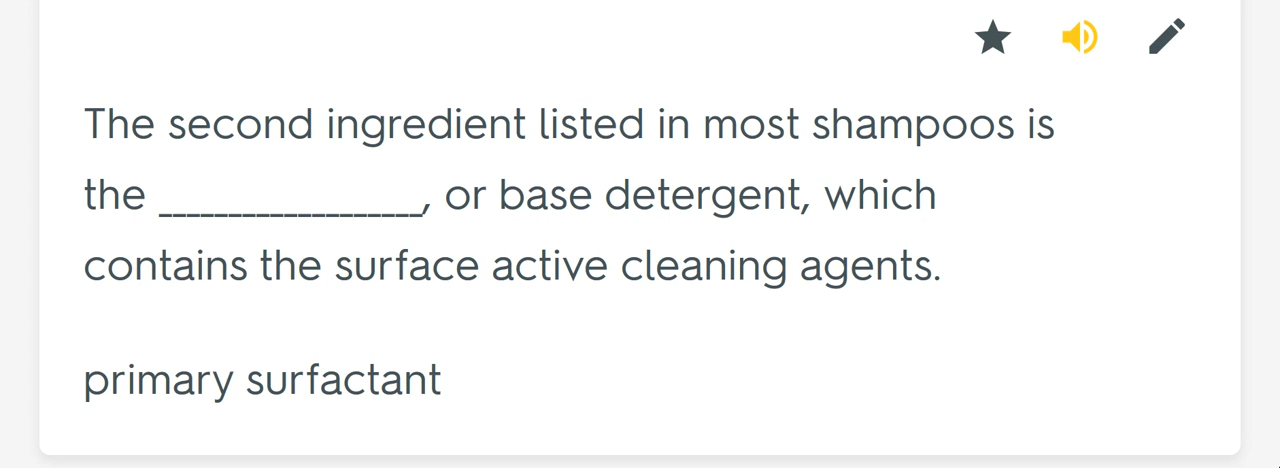 The second ingredient listed in most shampoos is
the __________________, or base detergent, which
contains the surface active cleaning agents.
primary surfactant